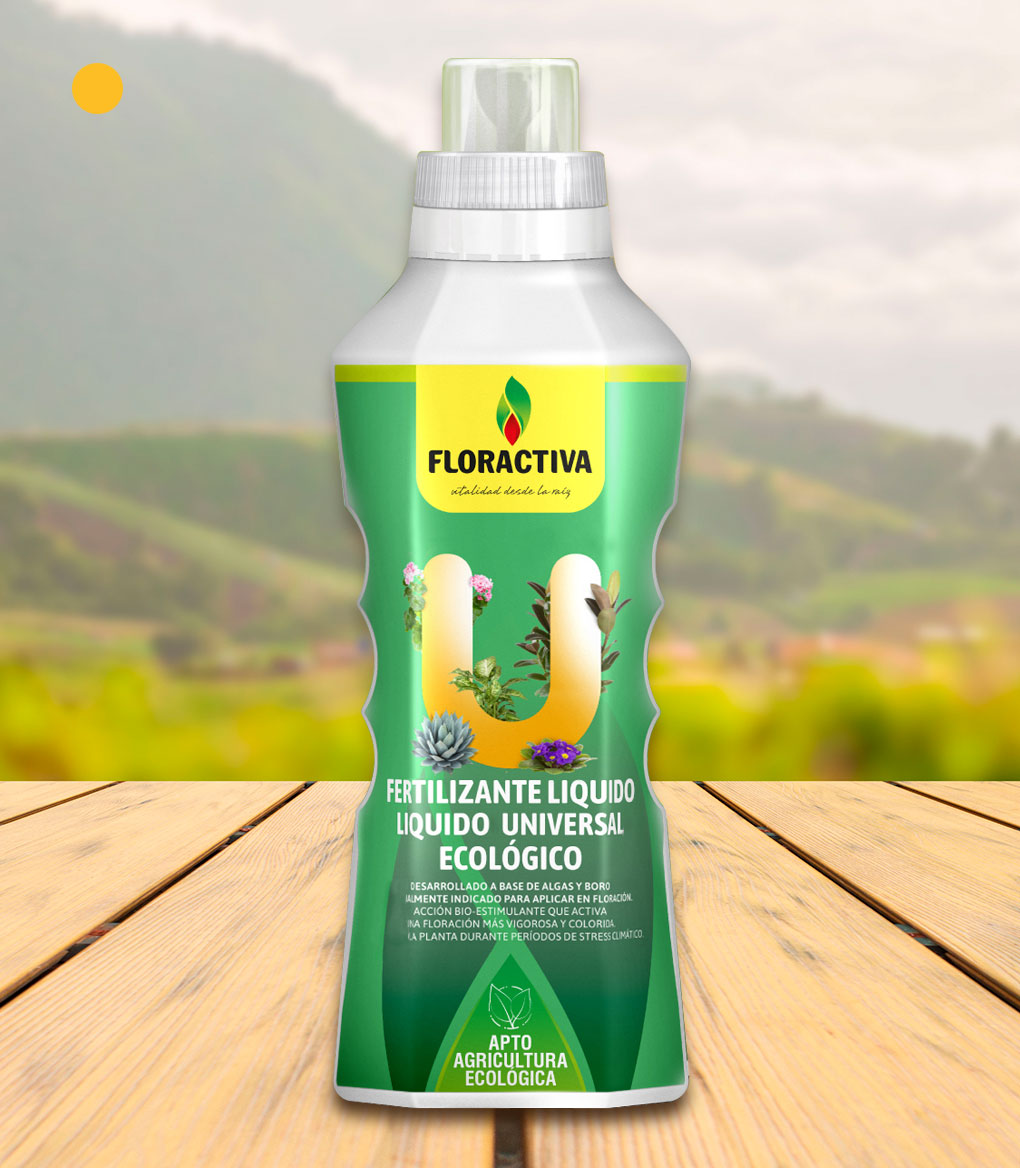 FLORACTIVA
vitalidad desde la raíz
U
FERTILIZANTE LIQUIDO
LIQUIDO UNIVERSAL
ECOLÓGICO
DESARROLLADO A BASE DE ALGAS Y BORO
INDICADO PARA APLICAR EN FLORACIÓN.
ACCIÓN BIO-ESTIMULANTE QUE ACTIVA
FLORACIÓN MÁS VIGOROSA Y COLORIDA.
LA PLANTA DURANTE PERÍODOS DE STRESS CLIMÁTICO.
APTO
AGRICULTURA
ECOLÓGICA